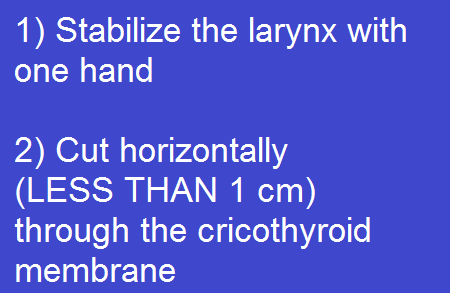 1) Stabilize the larynx with
one hand
2) Cut horizontally
(LESS THAN 1 cm)
through the cricothyroid
membrane